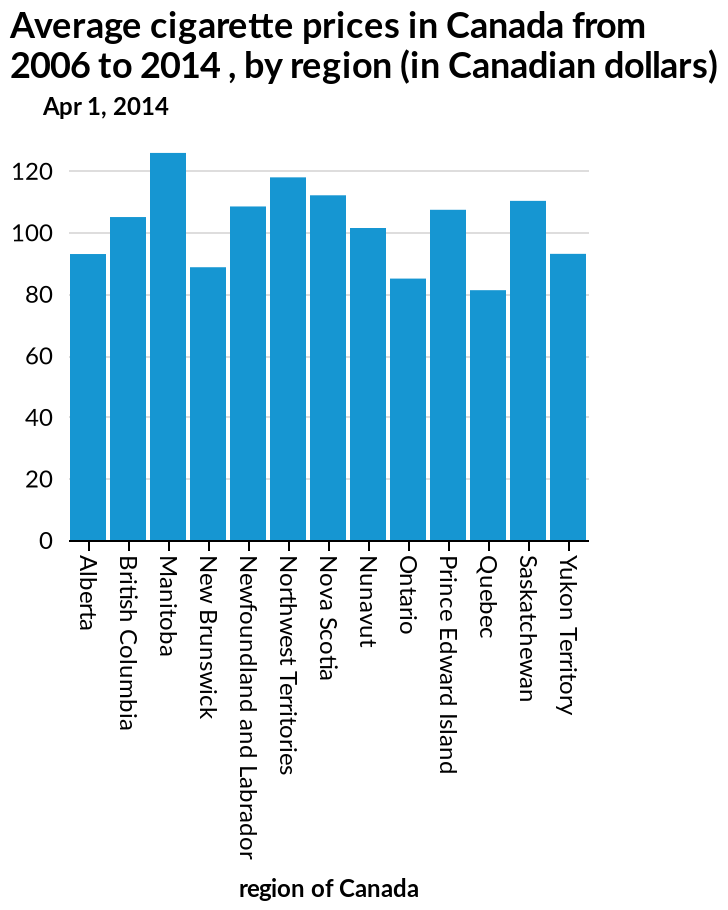 Average cigarette prices in Canada from
2006 to 2014 , by region (in Canadian dollars)
Apr 1, 2014
120
100
80
60
40
20
0
Alberta
British Columbia
Manitoba
New Brunswick
Newfoundland and Labrador
Northwest Territories
Nova Scotia
Nunavut
Ontario
Prince Edward Island
Quebec
Saskatchewan
Yukon Territory
region of Canada